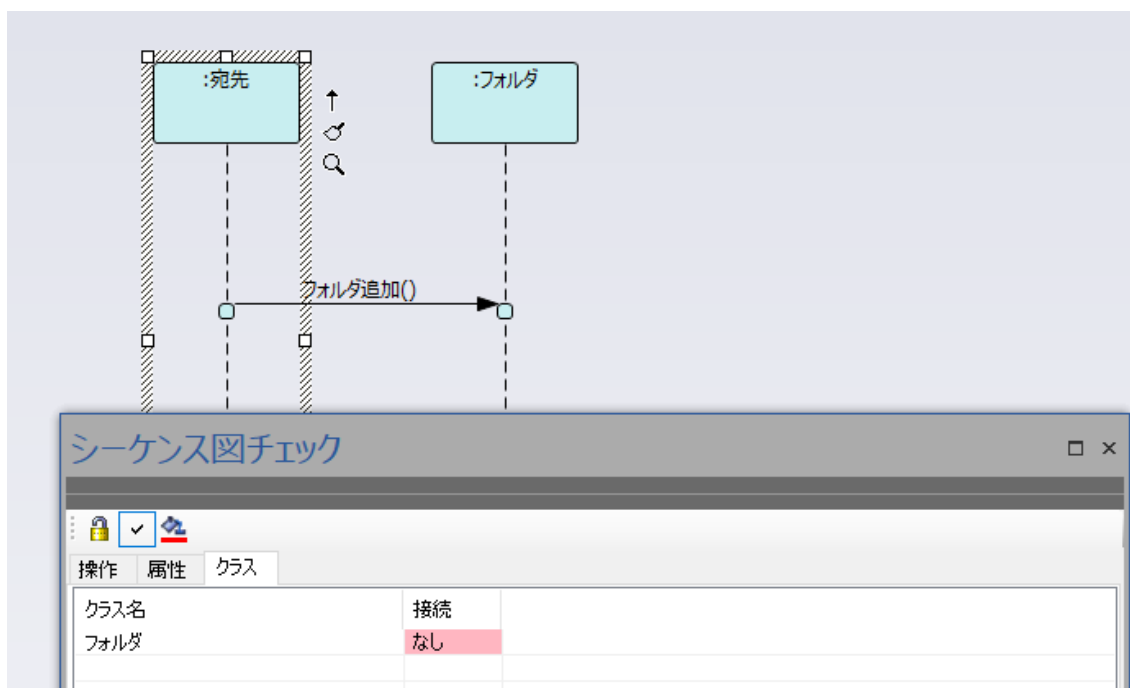 :宛先
:フォルダ
フォルダ追加()
シーケンス図チェック
操作 属性 クラス
クラス名 接続
フォルダ なし